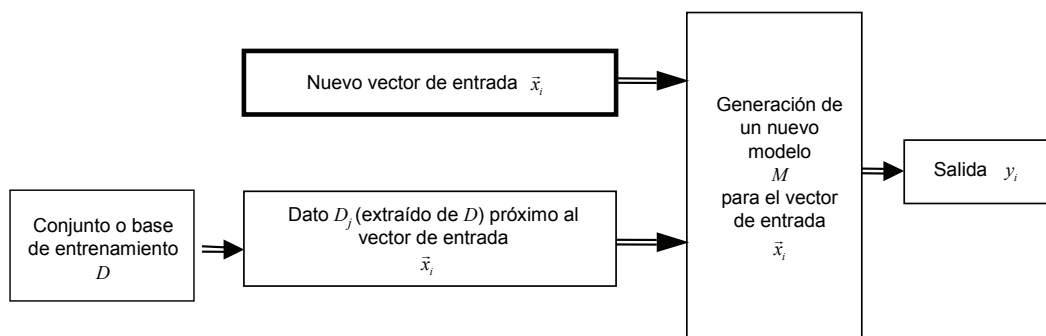 Nuevo vector de entrada x⃗ᵢ
Conjunto o base
de entrenamiento
D
Dato Dⱼ (extraído de D) próximo al
vector de entrada
x⃗ᵢ
Generación de
un nuevo
modelo
M
para el vector
de entrada
x⃗ᵢ
Salida yᵢ